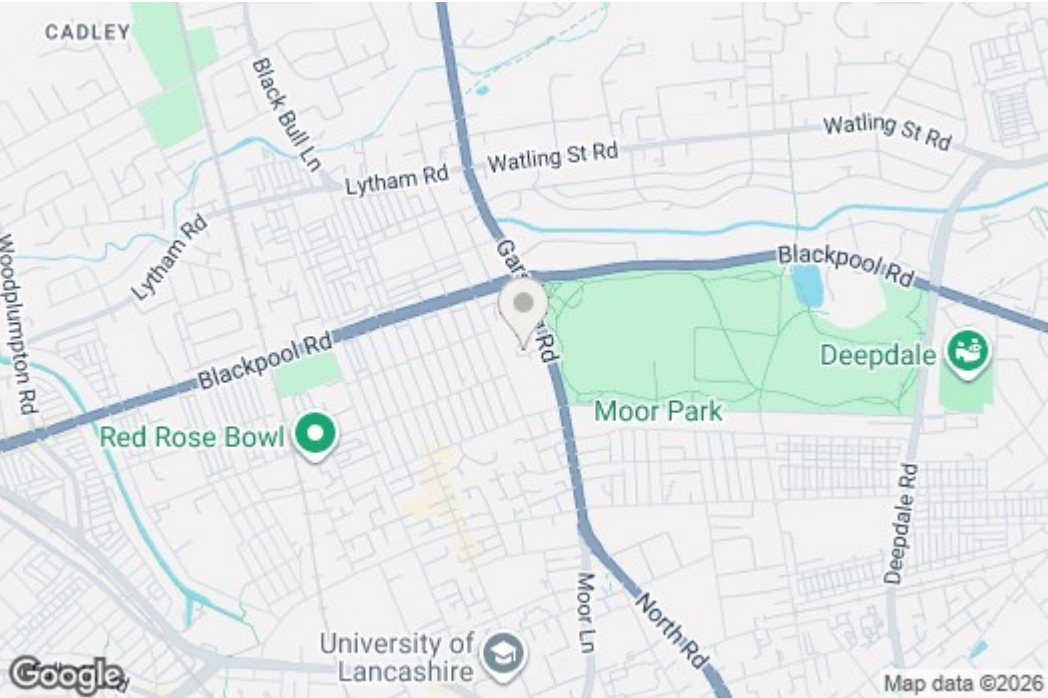 CADLEY
Black Bull Ln
Watling St Rd
Watling St Rd
Lytham Rd
Lytham Rd
Woodplumpton Rd
Blackpool Rd
Blackpool Rd
Deepdale
Moor Park
Red Rose Bowl
Deepdale Rd
Moor Ln
North Rd
University of
Lancashire
Google
Map data ©2026